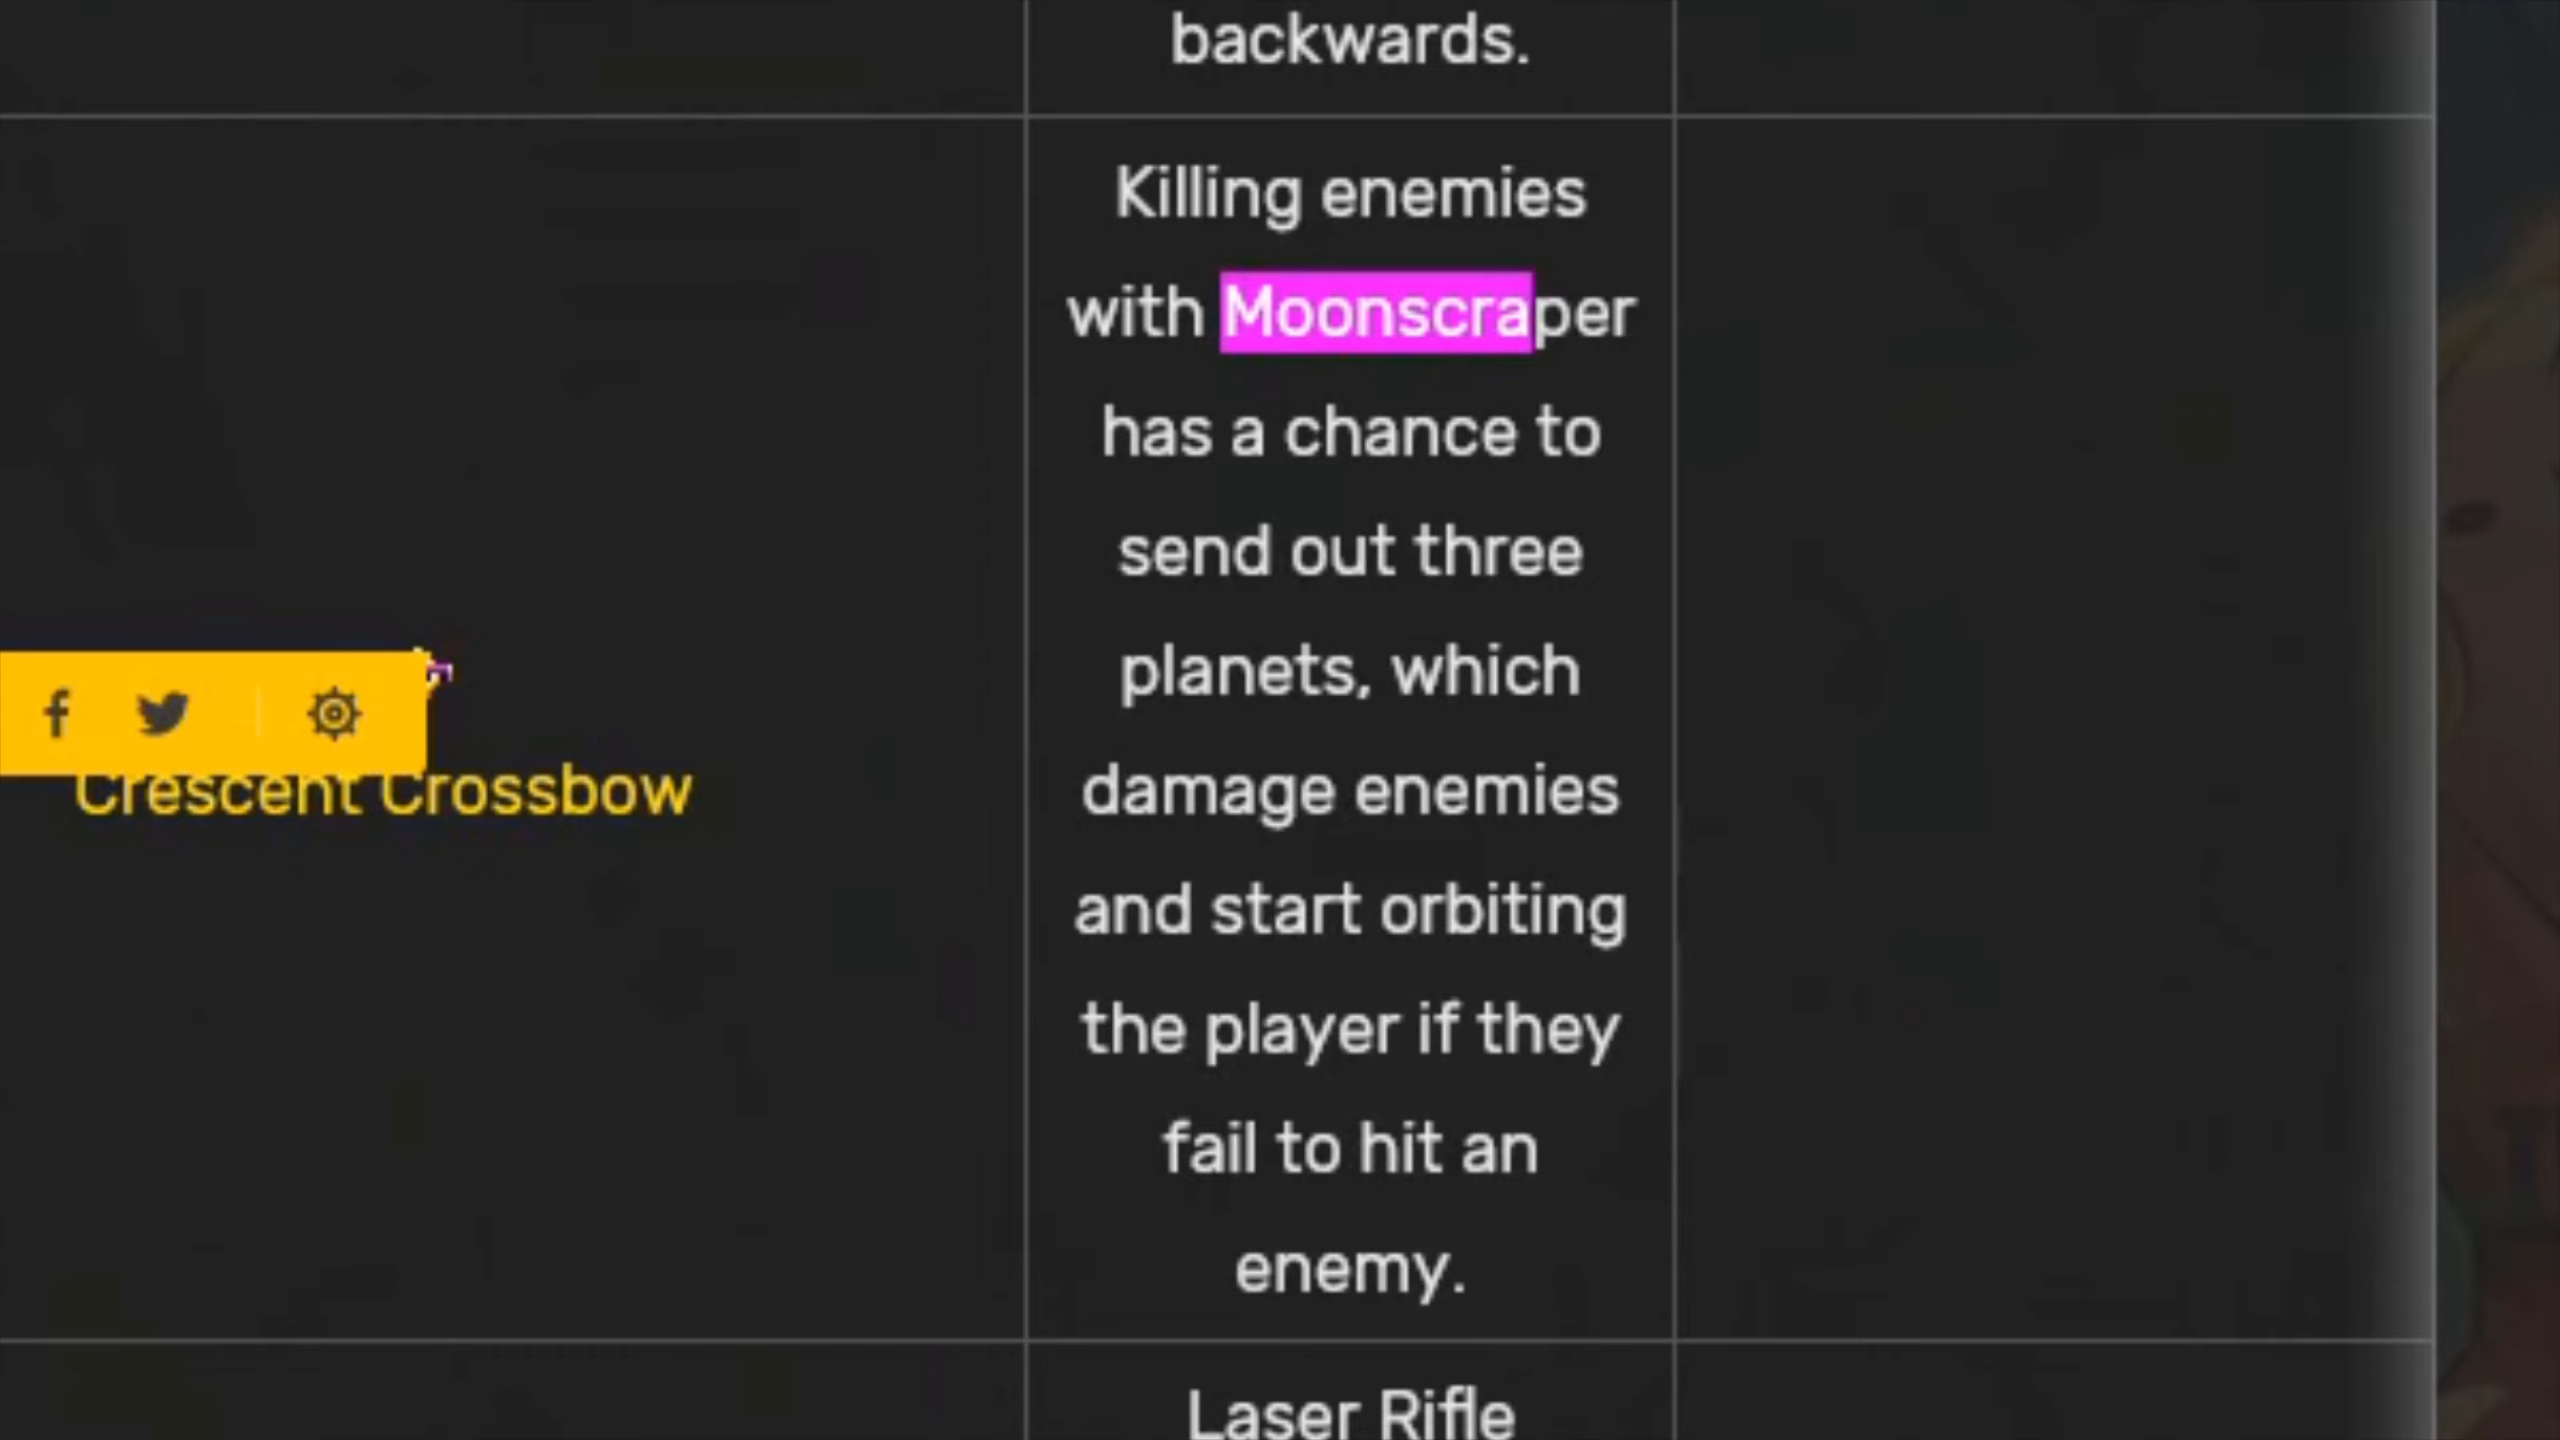 backwards.
Killing enemies
with Moonscraper
has a chance to
send out three
planets, which
damage enemies
and start orbiting
the player if they
fail to hit an
enemy.
Crescent Crossbow
Laser Rifle